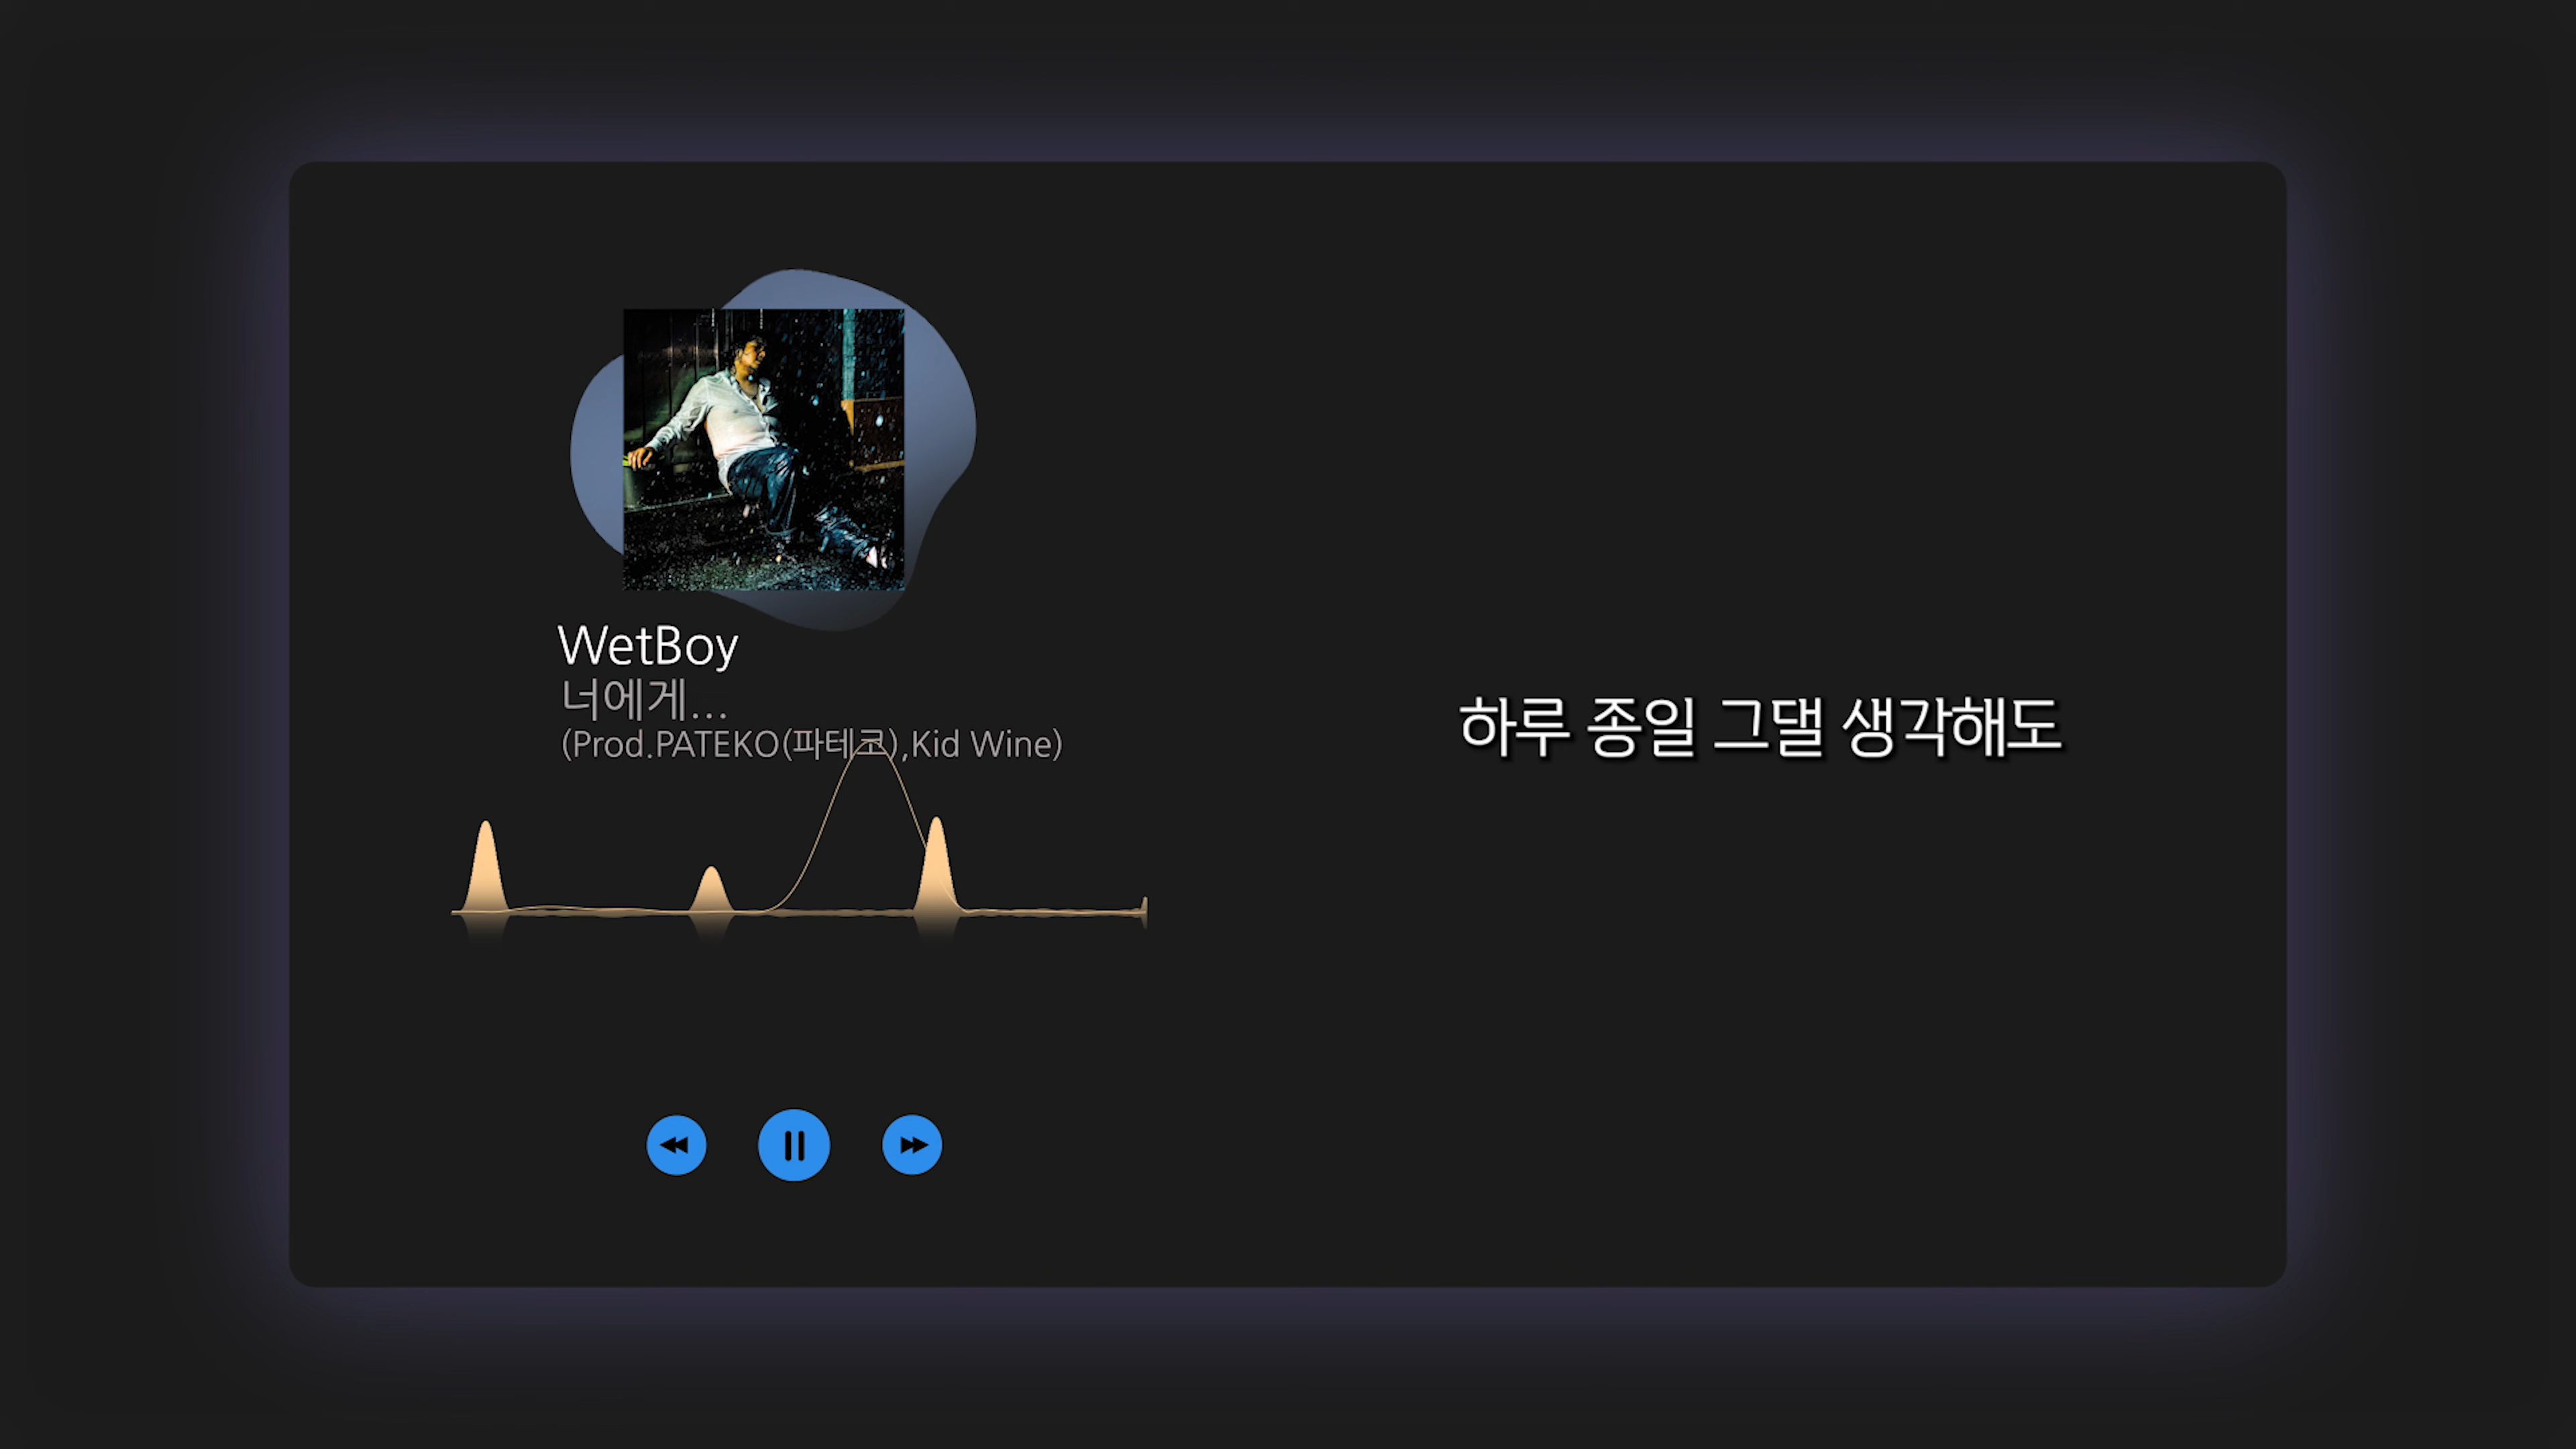 WetBoy
너에게...
(Prod.PATEKO(파테코),Kid Wine)
하루 종일 그댈 생각해도